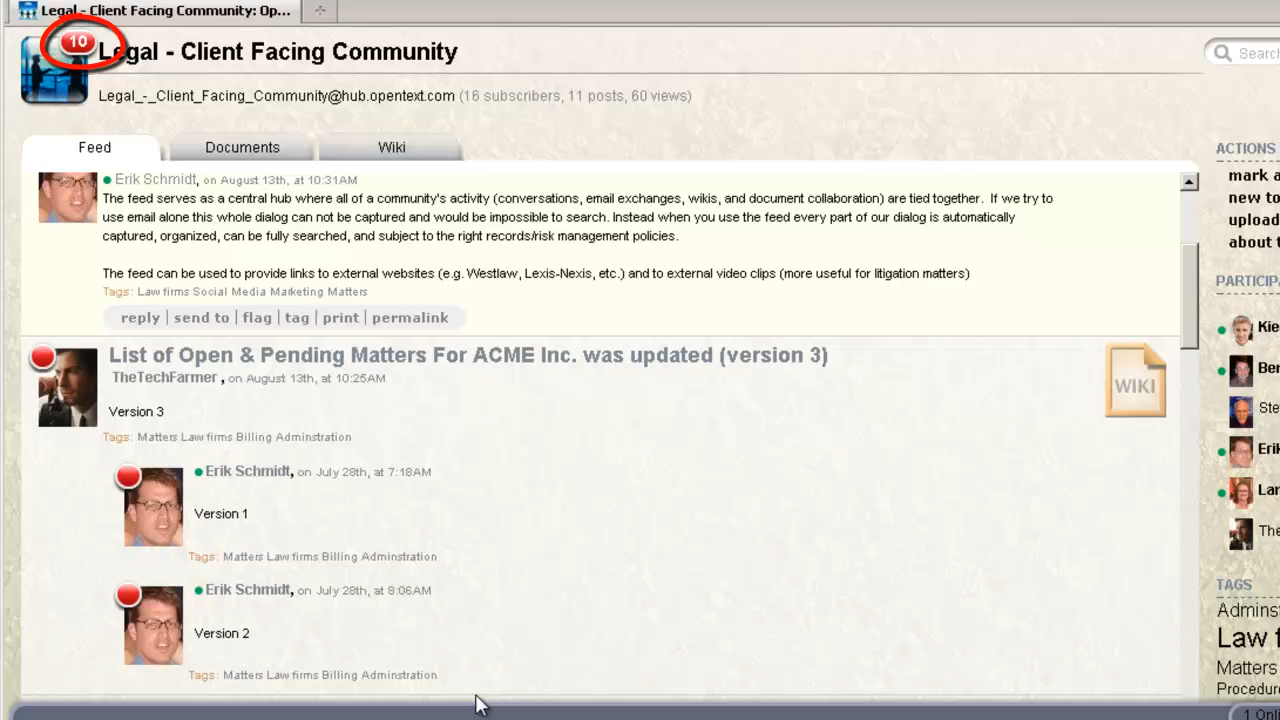 Legal - Client Facing Community: Op...
10
Legal - Client Facing Community
Search
Legal_-_Client_Facing_Community@hub.opentext.com (16 subscribers, 11 posts, 60 views)
Feed
Documents
Wiki
Erik Schmidt, on August 13th, at 10:31AM
The feed serves as a central hub where all of a community's activity (conversations, email exchanges, wikis, and document collaboration) are tied together. If we try to
use email alone this whole dialog can not be captured and would be impossible to search. Instead when you use the feed every part of our dialog is automatically
captured, organized, can be fully searched, and subject to the right records/risk management policies.
The feed can be used to provide links to external websites (e.g. Westlaw, Lexis-Nexis, etc.) and to external video clips (more useful for litigation matters)
Tags: Law firms Social Media Marketing Matters
reply | send to | flag | tag | print | permalink
List of Open & Pending Matters For ACME Inc. was updated (version 3)
TheTechFarmer , on August 13th, at 10:25AM
WIKI
Version 3
Tags: Matters Law firms Billing Adminstration
Erik Schmidt, on July 28th, at 7:18AM
Version 1
Tags: Matters Law firms Billing Adminstration
Erik Schmidt, on July 28th, at 8:06AM
Version 2
Tags: Matters Law firms Billing Adminstration
ACTIONS
mark a
new to
upload
about t
PARTICIPA
Kie
Ber
Ste
Erik
Lar
The
TAGS
Adminst
Law f
Matters
Procedure
1 Onli